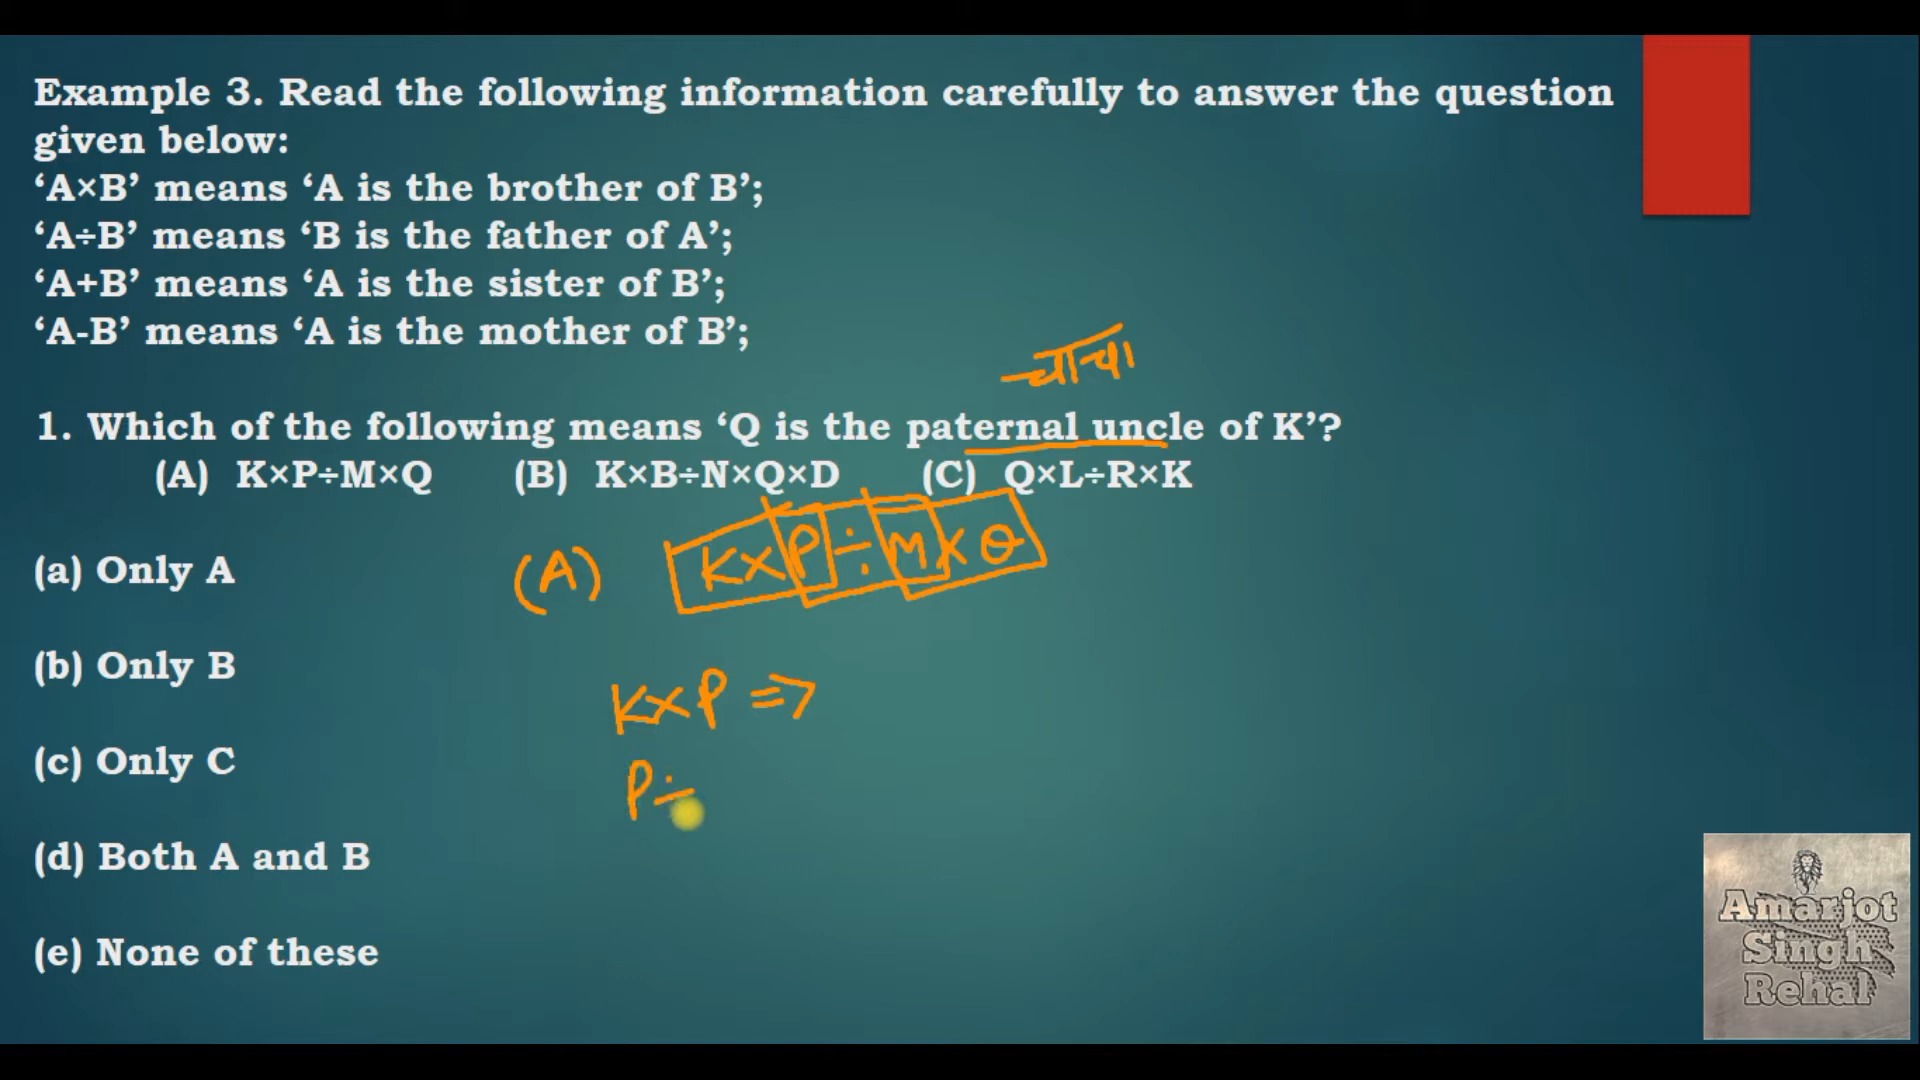 Example 3. Read the following information carefully to answer the question
given below:
‘A×B’ means ‘A is the brother of B’;
‘A÷B’ means ‘B is the father of A’;
‘A+B’ means ‘A is the sister of B’;
‘A-B’ means ‘A is the mother of B’;
चाचा
1. Which of the following means ‘Q is the paternal uncle of K’?
(A) K×P÷M×Q (B) K×B÷N×Q×D (C) Q×L÷R×K
(a) Only A
(A) K×P÷M×Q
(b) Only B
K×P ⇒
(c) Only C
P÷
(d) Both A and B
(e) None of these
Amarjot
Singh
Rehal